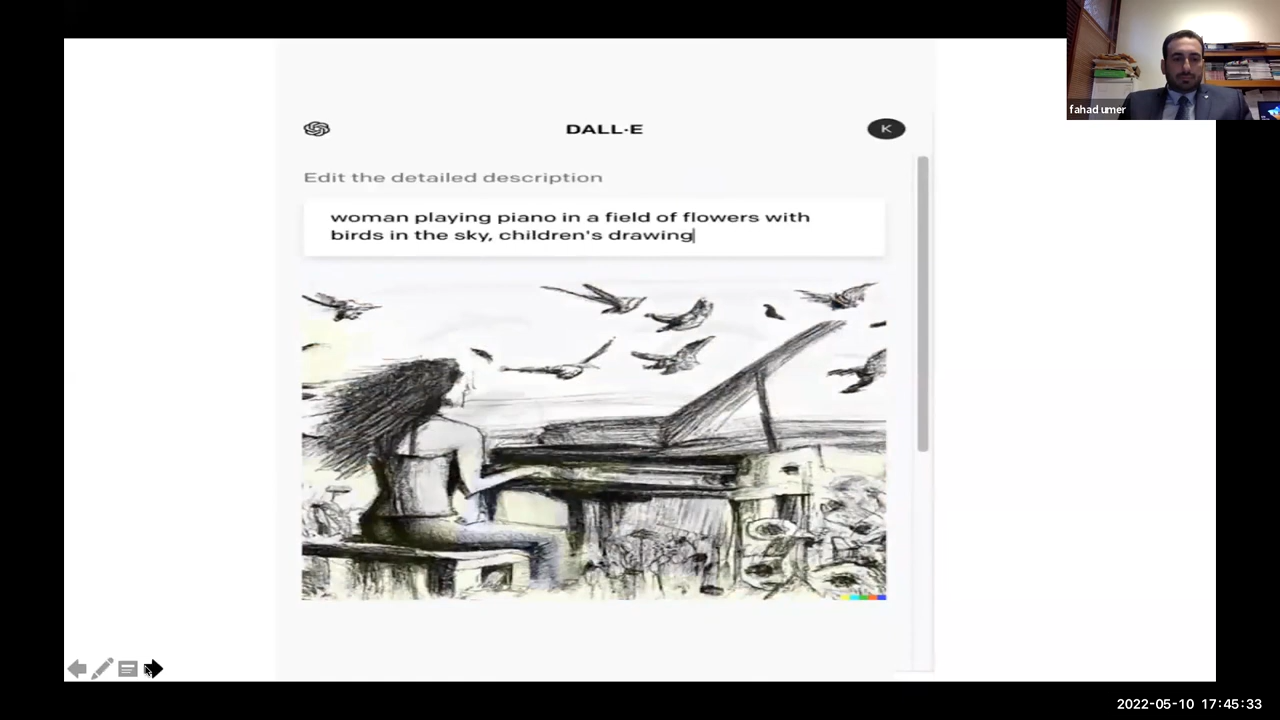 fahad umer
DALL·E
K
Edit the detailed description
woman playing piano in a field of flowers with
birds in the sky, children's drawing
2022-05-10 17:45:33